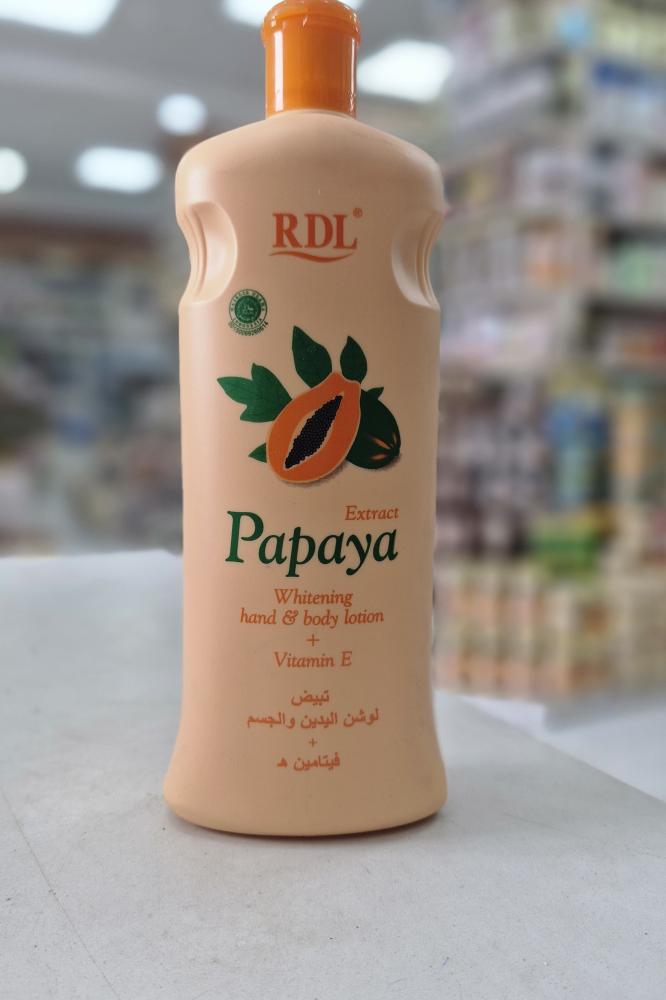 RDL®
Extract
Papaya
Whitening
hand & body lotion
+
Vitamin E
تبيض
لوشن اليدين والجسم
+
فيتامين هـ